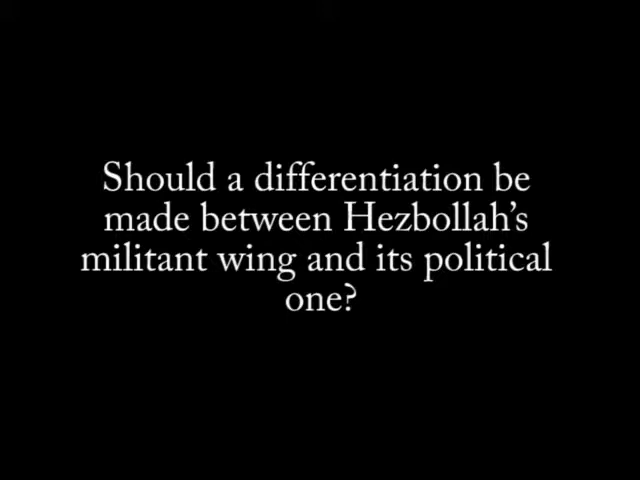 Should a differentiation be
made between Hezbollah’s
militant wing and its political
one?